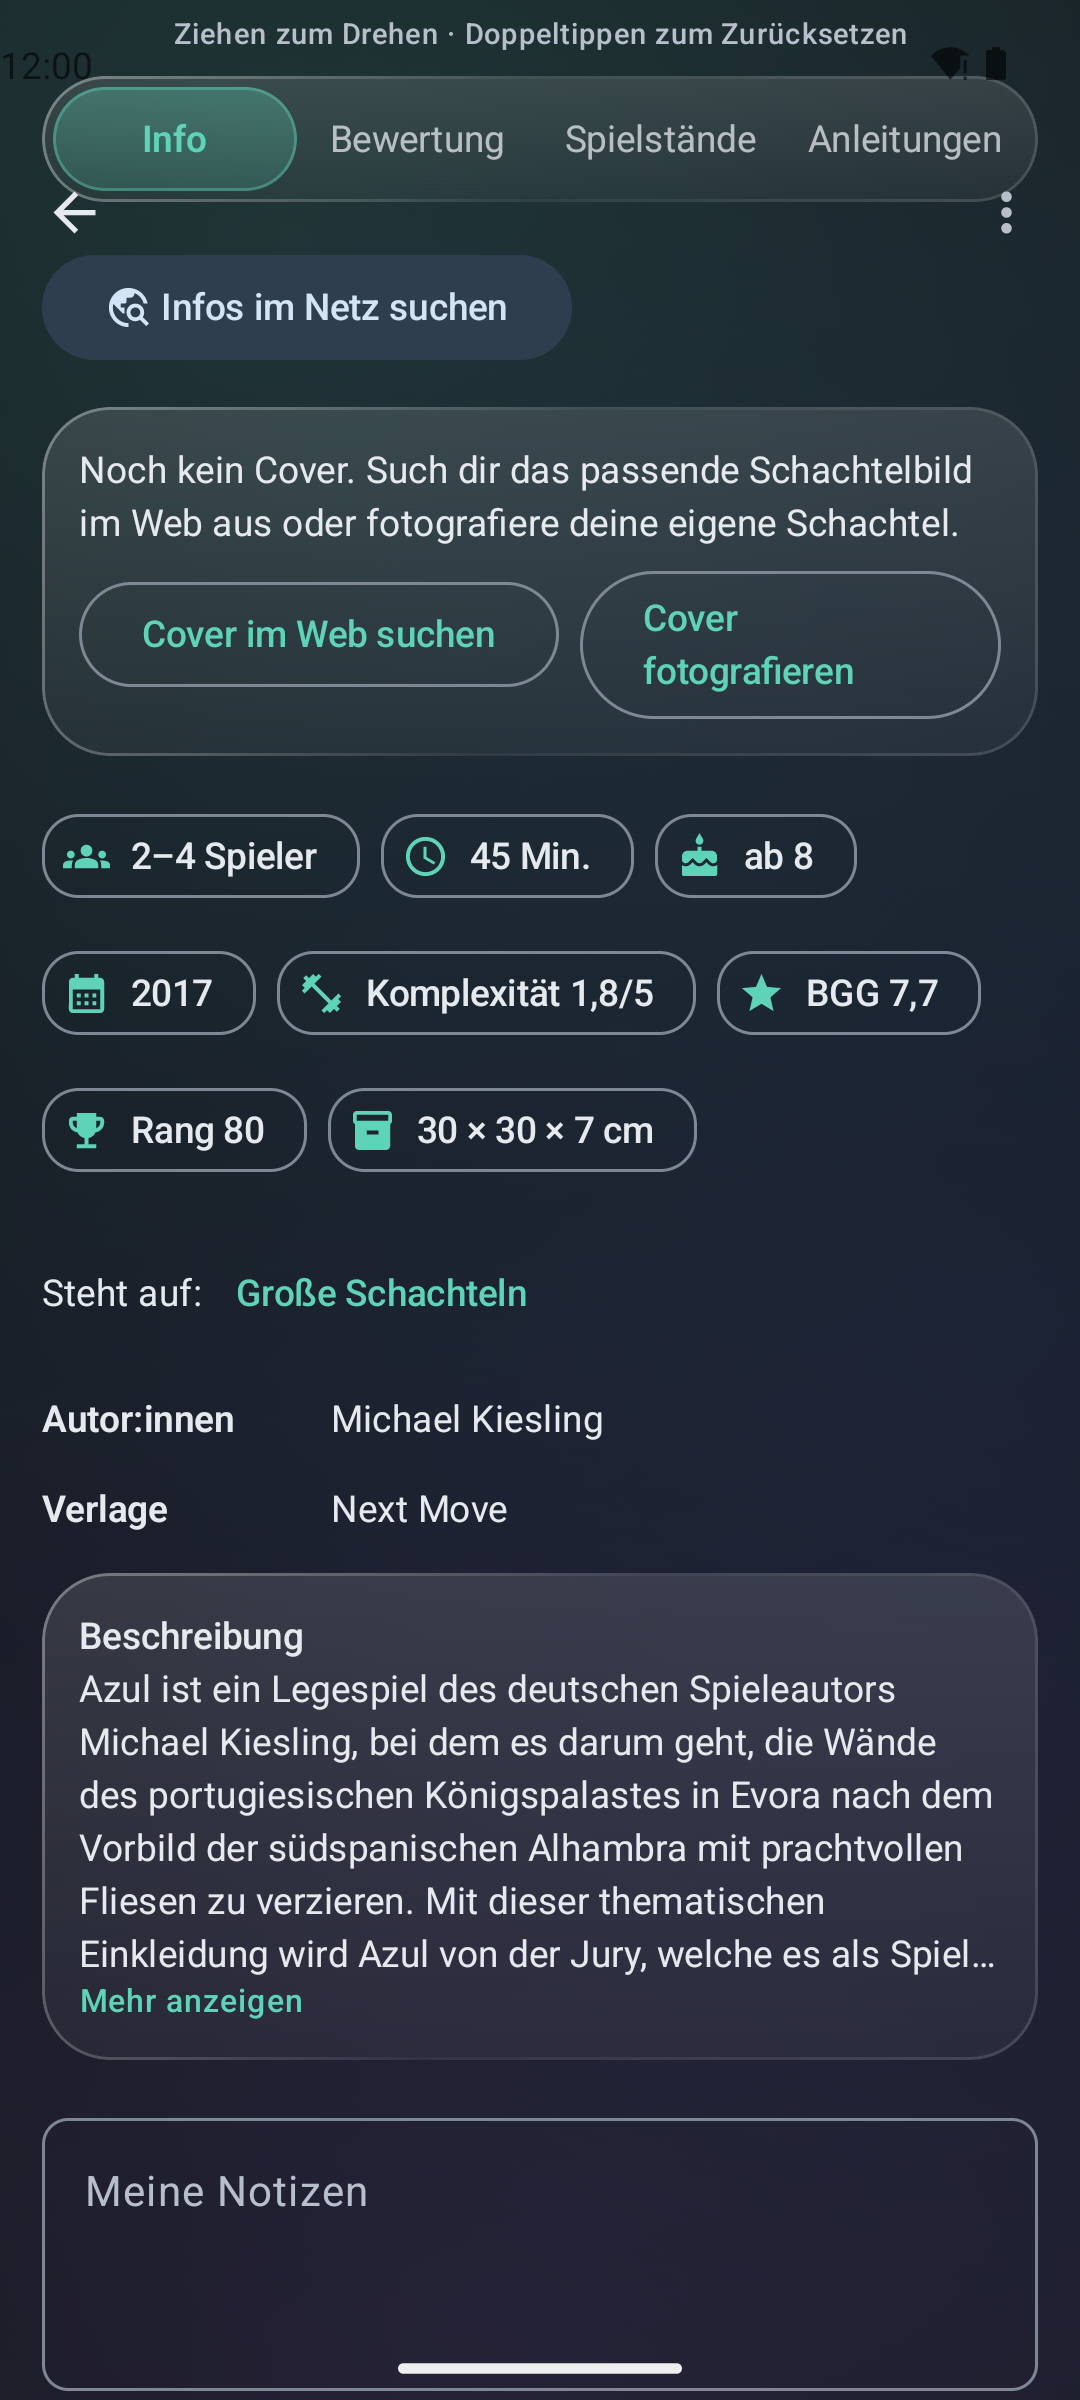 Ziehen zum Drehen · Doppeltippen zum Zurücksetzen
12:00
Info Bewertung Spielstände Anleitungen
Infos im Netz suchen
Noch kein Cover. Such dir das passende Schachtelbild
im Web aus oder fotografiere deine eigene Schachtel.
Cover im Web suchen
Cover
fotografieren
2–4 Spieler 45 Min. ab 8
2017 Komplexität 1,8/5 BGG 7,7
Rang 80 30 × 30 × 7 cm
Steht auf: Große Schachteln
Autor:innen Michael Kiesling
Verlage Next Move
Beschreibung
Azul ist ein Legespiel des deutschen Spieleautors
Michael Kiesling, bei dem es darum geht, die Wände
des portugiesischen Königspalastes in Evora nach dem
Vorbild der südspanischen Alhambra mit prachtvollen
Fliesen zu verzieren. Mit dieser thematischen
Einkleidung wird Azul von der Jury, welche es als Spiel…
Mehr anzeigen
Meine Notizen